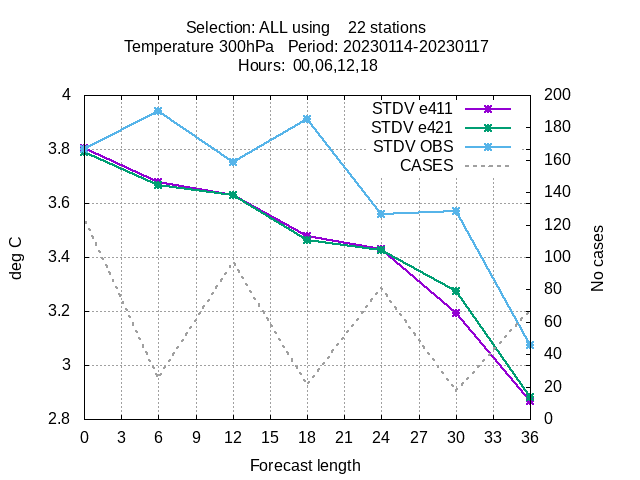 Selection: ALL using    22 stations
Temperature 300hPa   Period: 20230114-20230117
Hours:  00,06,12,18
STDV e411
STDV e421
STDV OBS
CASES
4
3.8
3.6
3.4
3.2
3
2.8
deg C
200
180
160
140
120
100
80
60
40
20
0
No cases
0 3 6 9 12 15 18 21 24 27 30 33 36
Forecast length